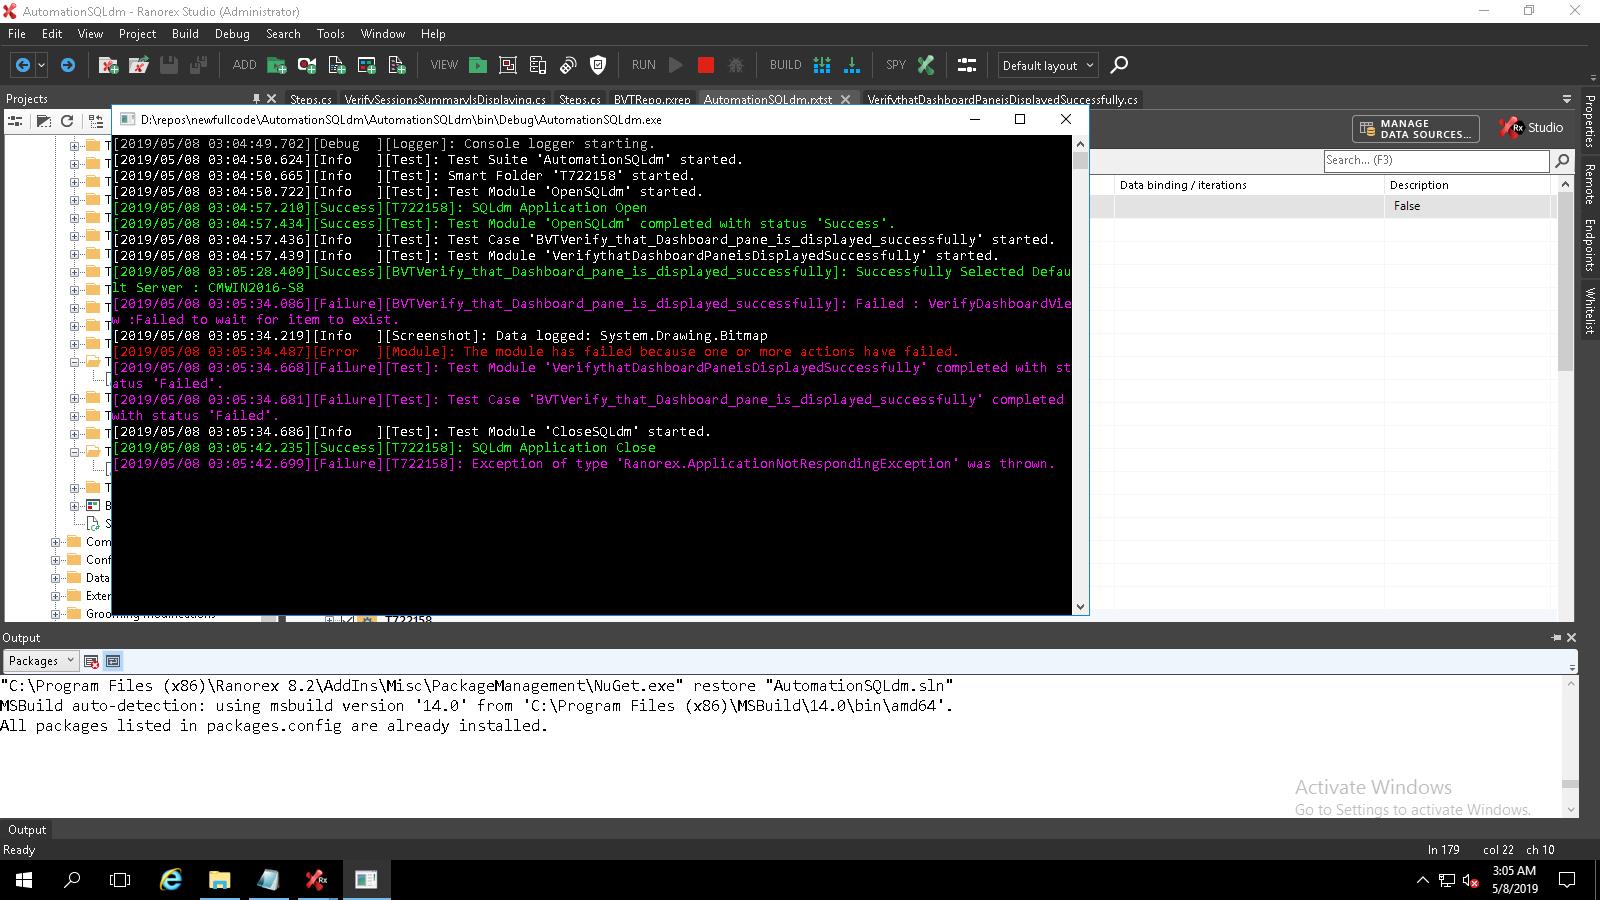 AutomationSQLdm - Ranorex Studio (Administrator)
File Edit View Project Build Debug Search Tools Window Help
ADD VIEW RUN BUILD SPY Default layout
Projects
Steps.cs VerifySessionsSummaryIsDisplaying.cs Steps.cs BVTRepo.rxrep AutomationSQLdm.rxtst VerifythatDashboardPaneisDisplayedSuccessfully.cs
D:\repos\newfullcode\AutomationSQLdm\AutomationSQLdm\bin\Debug\AutomationSQLdm.exe
[2019/05/08 03:04:49.702][Debug  ][Logger]: Console logger starting.
[2019/05/08 03:04:50.624][Info   ][Test]: Test Suite 'AutomationSQldm' started.
[2019/05/08 03:04:50.665][Info   ][Test]: Smart Folder 'T722158' started.
[2019/05/08 03:04:50.722][Info   ][Test]: Test Module 'OpenSQLdm' started.
[2019/05/08 03:04:57.210][Success][T722158]: SQLdm Application Open
[2019/05/08 03:04:57.434][Success][Test]: Test Module 'OpenSQLdm' completed with status 'Success'.
[2019/05/08 03:04:57.436][Info   ][Test]: Test Case 'BVTVerify_that_Dashboard_pane_is_displayed_successfully' started.
[2019/05/08 03:04:57.439][Info   ][Test]: Test Module 'VerifythatDashboardPaneisDisplayedSuccessfully' started.
[2019/05/08 03:05:28.409][Success][BVTVerify_that_Dashboard_pane_is_displayed_successfully]: Successfully Selected Defau
lt Server : CMWIN2016-S8
[2019/05/08 03:05:34.086][Failure][BVTVerify_that_Dashboard_pane_is_displayed_successfully]: Failed : VerifyDashboardVie
w :Failed to wait for item to exist.
[2019/05/08 03:05:34.219][Info   ][Screenshot]: Data logged: System.Drawing.Bitmap
[2019/05/08 03:05:34.487][Error  ][Module]: The module has failed because one or more actions have failed.
[2019/05/08 03:05:34.668][Failure][Test]: Test Module 'VerifythatDashboardPaneisDisplayedSuccessfully' completed with st
atus 'Failed'.
[2019/05/08 03:05:34.681][Failure][Test]: Test Case 'BVTVerify_that_Dashboard_pane_is_displayed_successfully' completed
with status 'Failed'.
[2019/05/08 03:05:34.686][Info   ][Test]: Test Module 'CloseSQLdm' started.
[2019/05/08 03:05:42.235][Success][T722158]: SQLdm Application Close
[2019/05/08 03:05:42.699][Failure][T722158]: Exception of type 'Ranorex.ApplicationNotRespondingException' was thrown.
MANAGE
DATA SOURCES...
Rx Studio
Search... (F3)
Data binding / iterations Description
False
Properties
Remote Endpoints
Whitelist
Com
Conf
Data
Exter
Grooming modifications
T722158
Output
Packages
"C:\Program Files (x86)\Ranorex 8.2\AddIns\Misc\PackageManagement\NuGet.exe" restore "AutomationSQLdm.sln"
MSBuild auto-detection: using msbuild version '14.0' from 'C:\Program Files (x86)\MSBuild\14.0\bin\amd64'.
All packages listed in packages.config are already installed.
Activate Windows
Go to Settings to activate Windows.
Output
Ready ln 179 col 22 ch 10
3:05 AM
5/8/2019